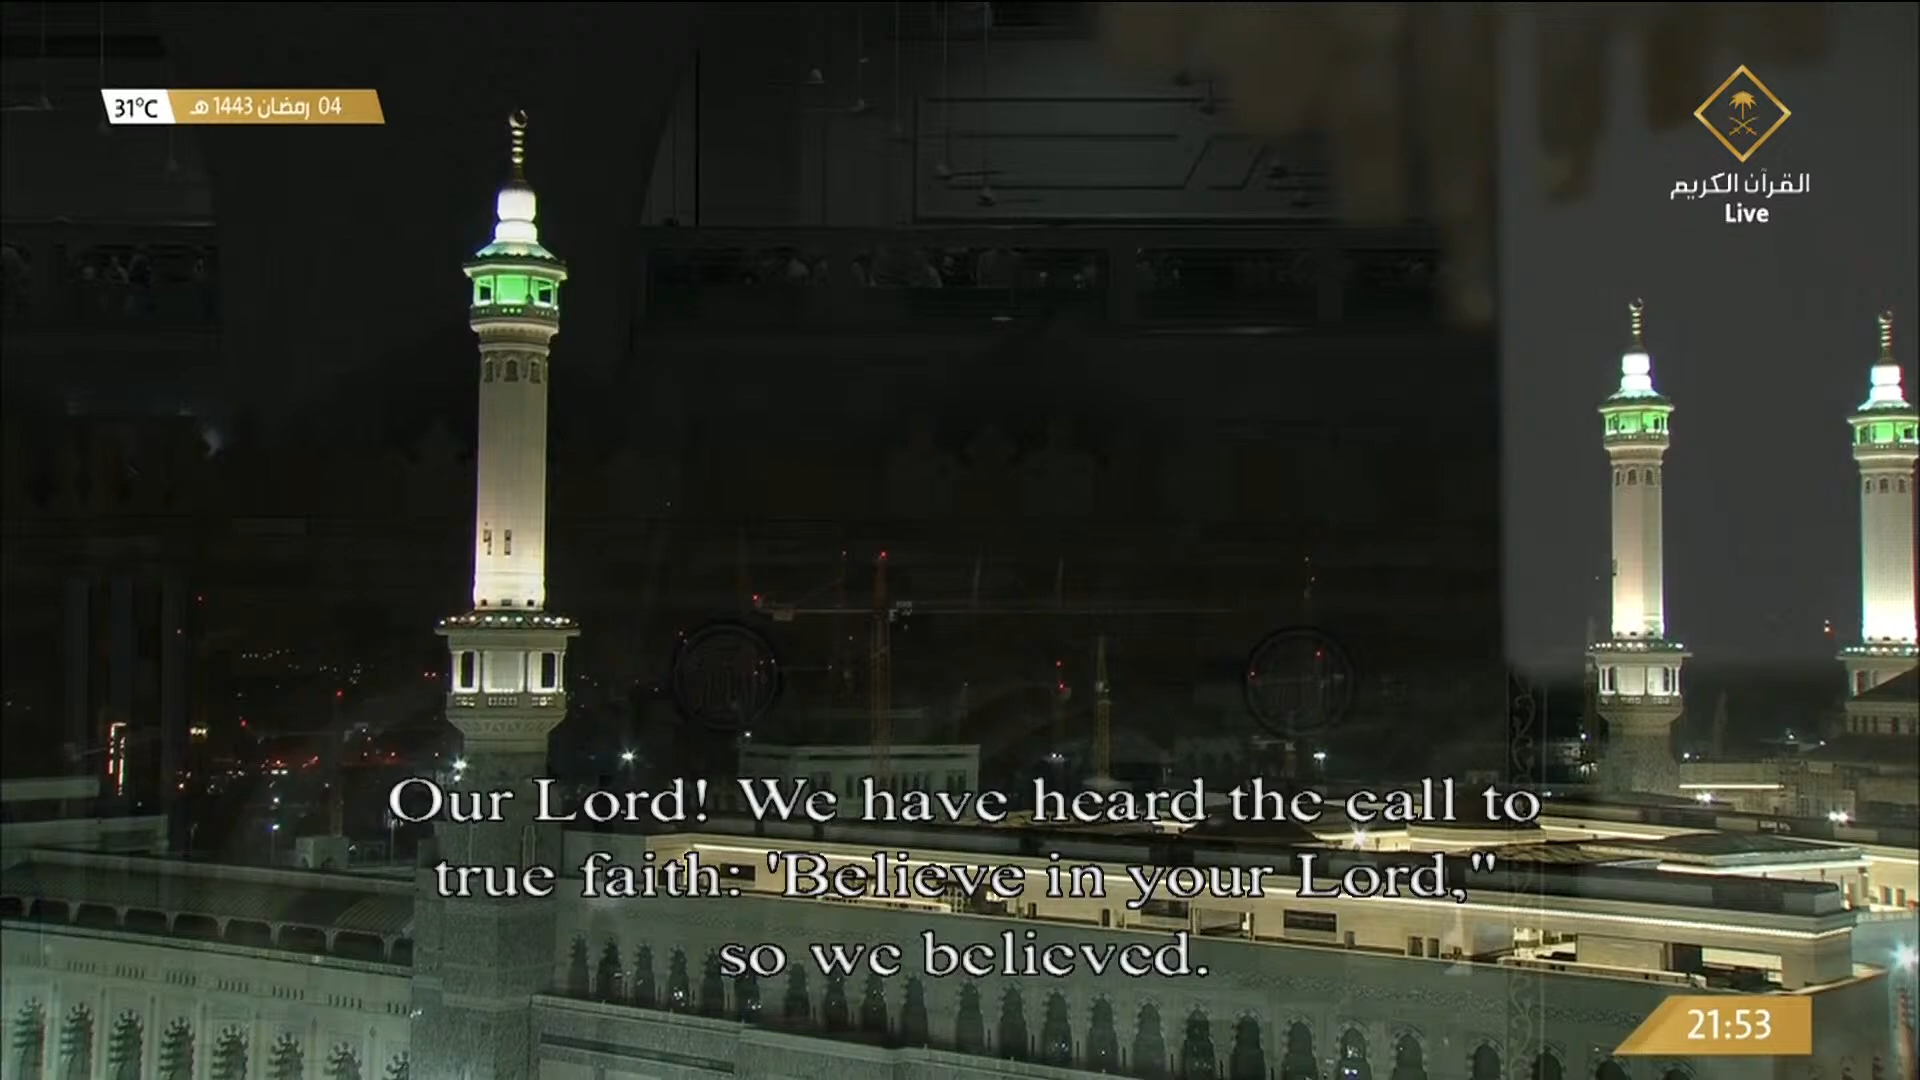 31°C
04 رمضان 1443 هـ
القرآن الكريم
Live
Our Lord! We have heard the call to
true faith: 'Believe in your Lord,"
so we believed.
21:53